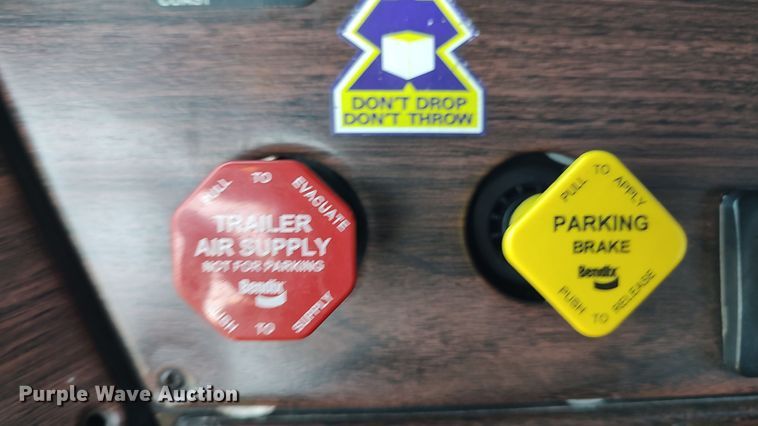 COAST
DON'T DROP
DON'T THROW
PULL TO EVACUATE
TRAILER
AIR SUPPLY
NOT FOR PARKING
Bendix
PUSH TO SUPPLY
PULL TO APPLY
PARKING
BRAKE
Bendix
PUSH TO RELEASE
Purple Wave Auction